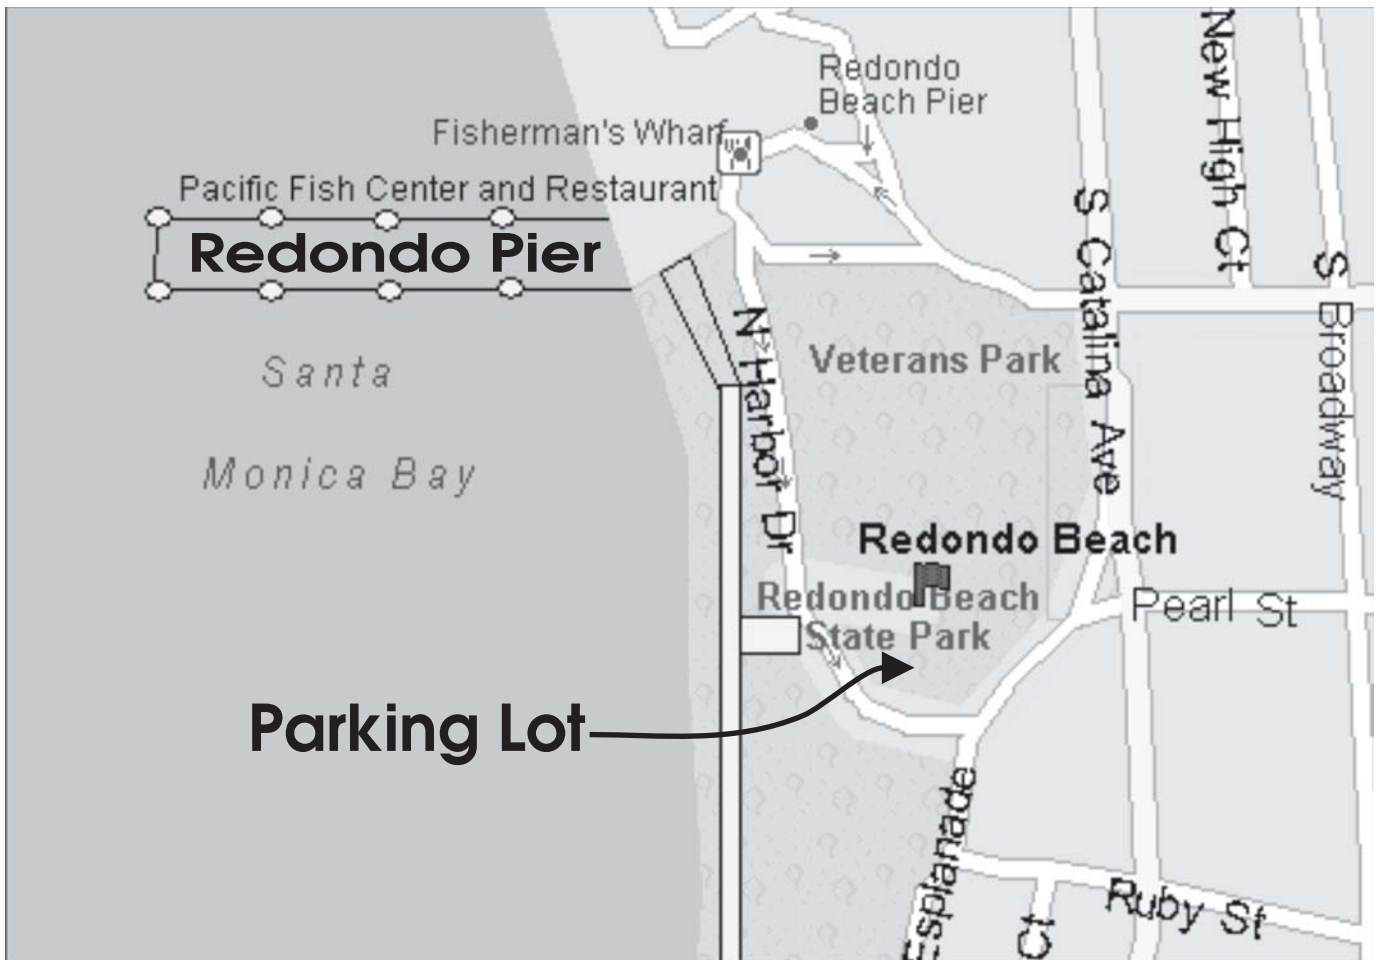 Redondo
Beach Pier
New High Ct
Fisherman's Wharf
Pacific Fish Center and Restaurant
Redondo Pier
S Catalina Ave
S Broadway
N Harbor Dr
Santa
Monica Bay
Veterans Park
Redondo Beach
Redondo Beach
State Park
Pearl St
Parking Lot
Esplanade
Ruby St
Ct